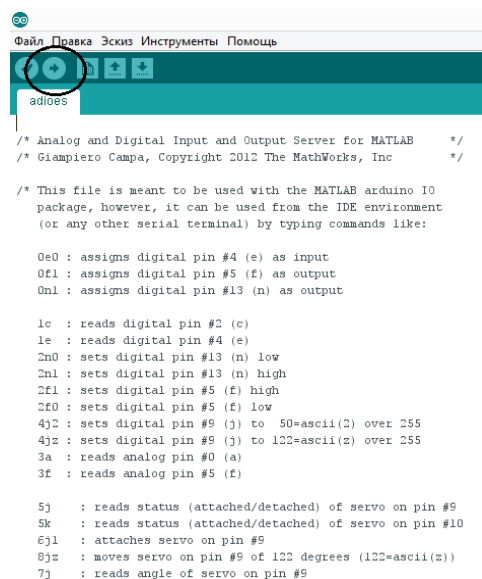 Файл Правка Эскиз Инструменты Помощь
adioes
/* Analog and Digital Input and Output Server for MATLAB */
/* Giampiero Campa, Copyright 2012 The MathWorks, Inc */
/* This file is meant to be used with the MATLAB arduino IO
package, however, it can be used from the IDE environment
(or any other serial terminal) by typing commands like:
0e0 : assigns digital pin #4 (e) as input
0f1 : assigns digital pin #5 (f) as output
0n1 : assigns digital pin #13 (n) as output
1c : reads digital pin #2 (c)
1e : reads digital pin #4 (e)
2n0 : sets digital pin #13 (n) low
2n1 : sets digital pin #13 (n) high
2f1 : sets digital pin #5 (f) high
2f0 : sets digital pin #5 (f) low
4j2 : sets digital pin #9 (j) to 50=ascii(2) over 255
4jz : sets digital pin #9 (j) to 122=ascii(z) over 255
3a : reads analog pin #0 (a)
3f : reads analog pin #5 (f)
5j : reads status (attached/detached) of servo on pin #9
5k : reads status (attached/detached) of servo on pin #10
6j1 : attaches servo on pin #9
8jz : moves servo on pin #9 of 122 degrees (122=ascii(z))
7j : reads angle of servo on pin #9